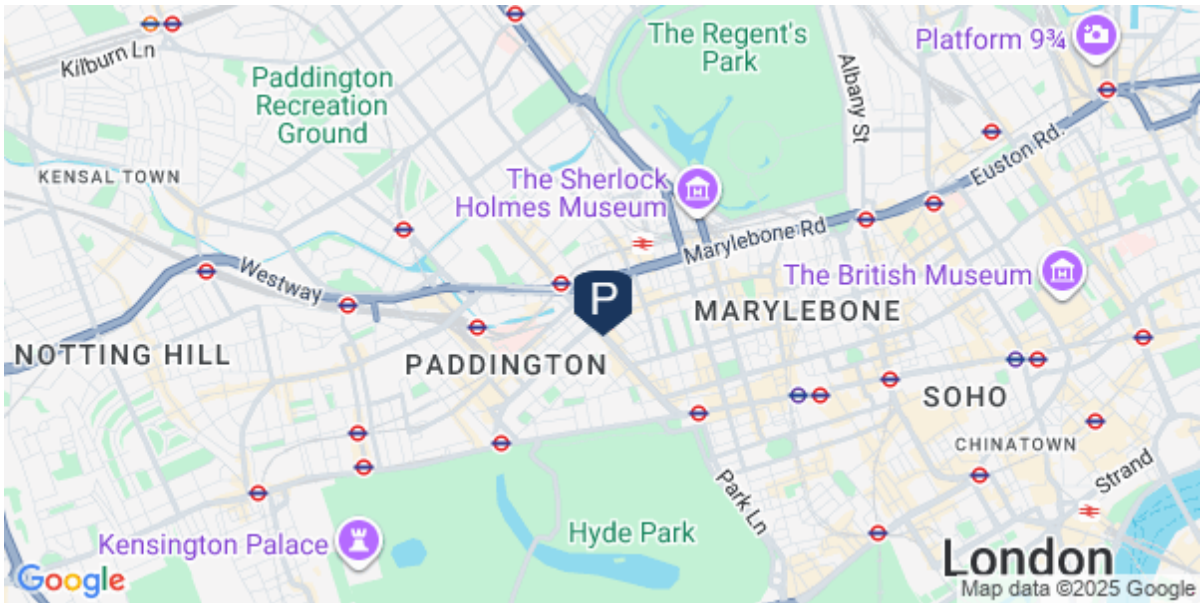 The Regent's
Park
Platform 9¾
Kilburn Ln
Paddington
Recreation
Ground
Albany St
Euston Rd.
KENSAL TOWN
The Sherlock
Holmes Museum
Marylebone Rd
Westway
The British Museum
P
MARYLEBONE
NOTTING HILL
PADDINGTON
SOHO
CHINATOWN
Strand
Park Ln
Hyde Park
Kensington Palace
London
Google
Map data ©2025 Google